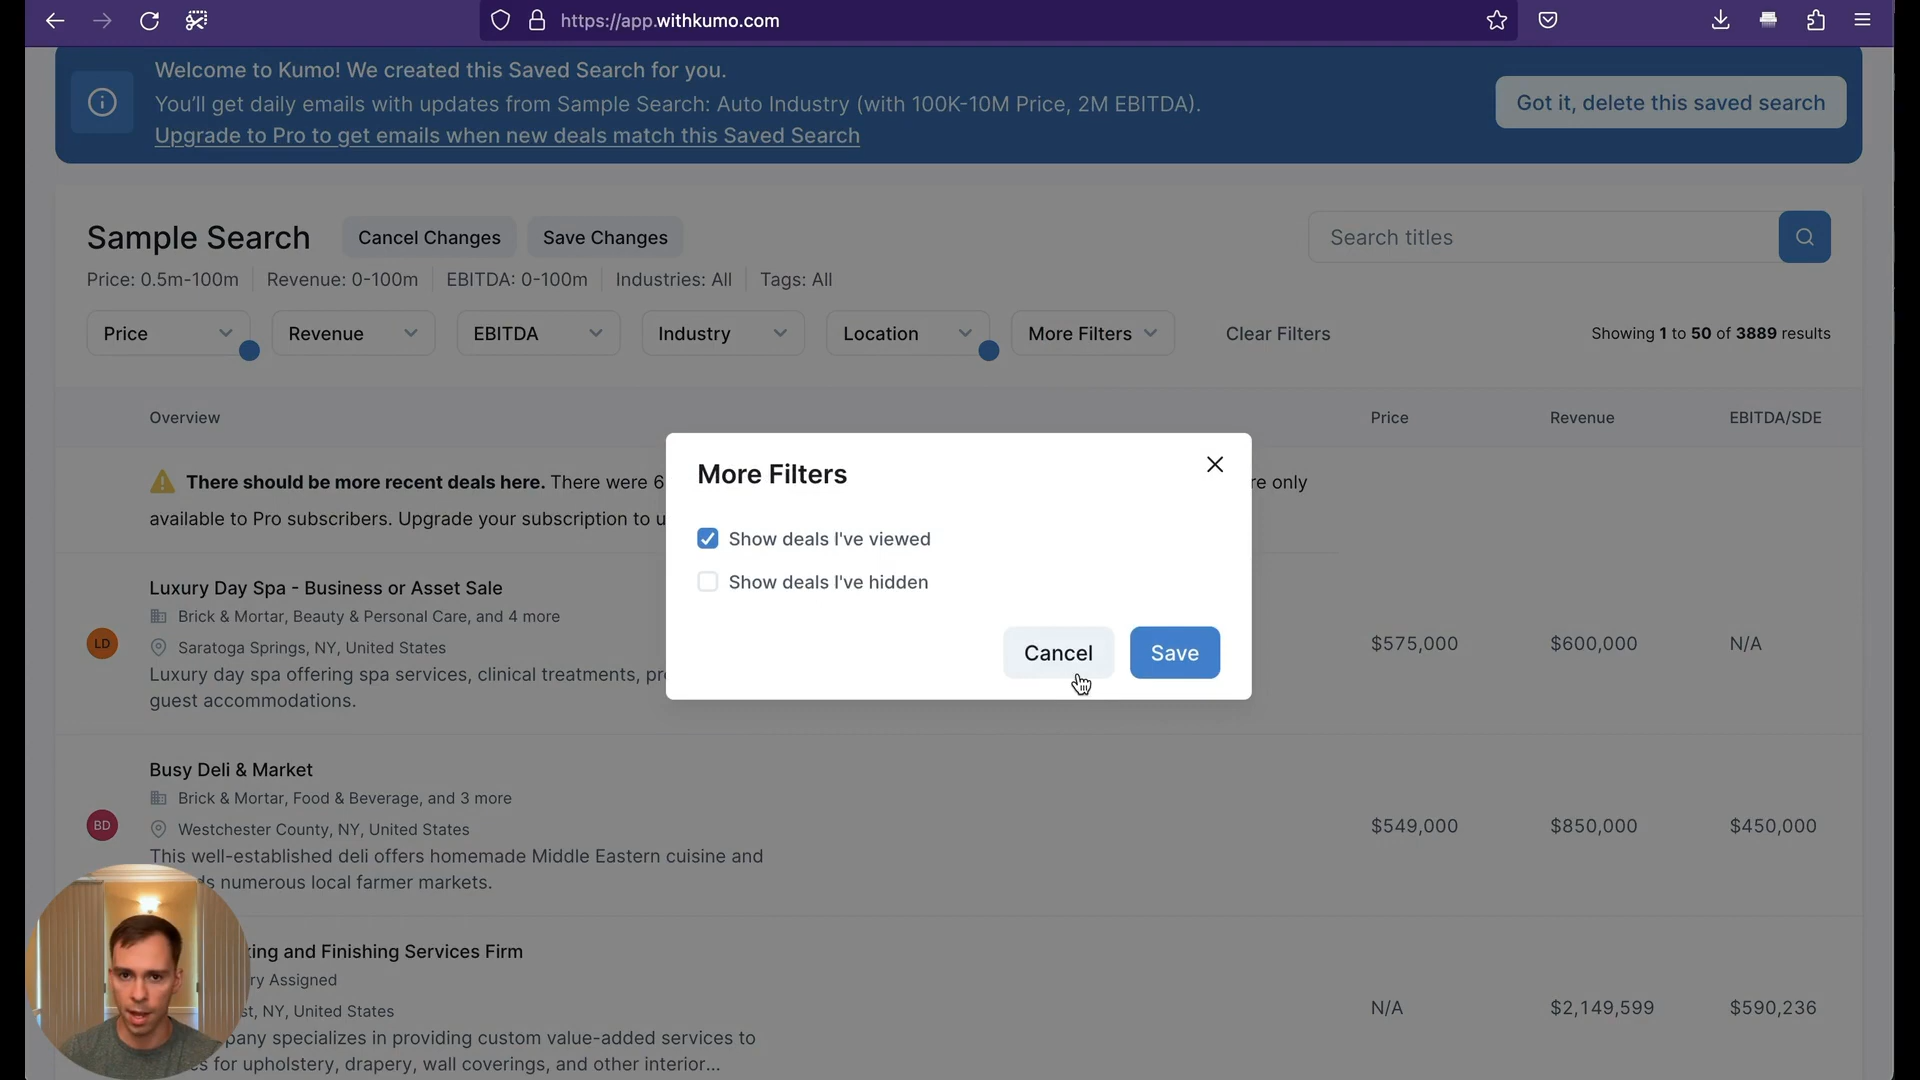 https://app.withkumo.com
Welcome to Kumo! We created this Saved Search for you.
You'll get daily emails with updates from Sample Search: Auto Industry (with 100K-10M Price, 2M EBITDA).
Upgrade to Pro to get emails when new deals match this Saved Search
Got it, delete this saved search
Sample Search
Cancel Changes
Save Changes
Search titles
Price: 0.5m-100m
Revenue: 0-100m
EBITDA: 0-100m
Industries: All
Tags: All
Price
Revenue
EBITDA
Industry
Location
More Filters
Clear Filters
Showing 1 to 50 of 3889 results
Overview
Price
Revenue
EBITDA/SDE
There should be more recent deals here. There were 6
re only
available to Pro subscribers. Upgrade your subscription to u
More Filters
Show deals I've viewed
Show deals I've hidden
Cancel
Save
LD
Luxury Day Spa - Business or Asset Sale
Brick & Mortar, Beauty & Personal Care, and 4 more
Saratoga Springs, NY, United States
Luxury day spa offering spa services, clinical treatments, pr
guest accommodations.
$575,000
$600,000
N/A
BD
Busy Deli & Market
Brick & Mortar, Food & Beverage, and 3 more
Westchester County, NY, United States
This well-established deli offers homemade Middle Eastern cuisine and
ds numerous local farmer markets.
$549,000
$850,000
$450,000
king and Finishing Services Firm
ry Assigned
st, NY, United States
pany specializes in providing custom value-added services to
s for upholstery, drapery, wall coverings, and other interior...
N/A
$2,149,599
$590,236